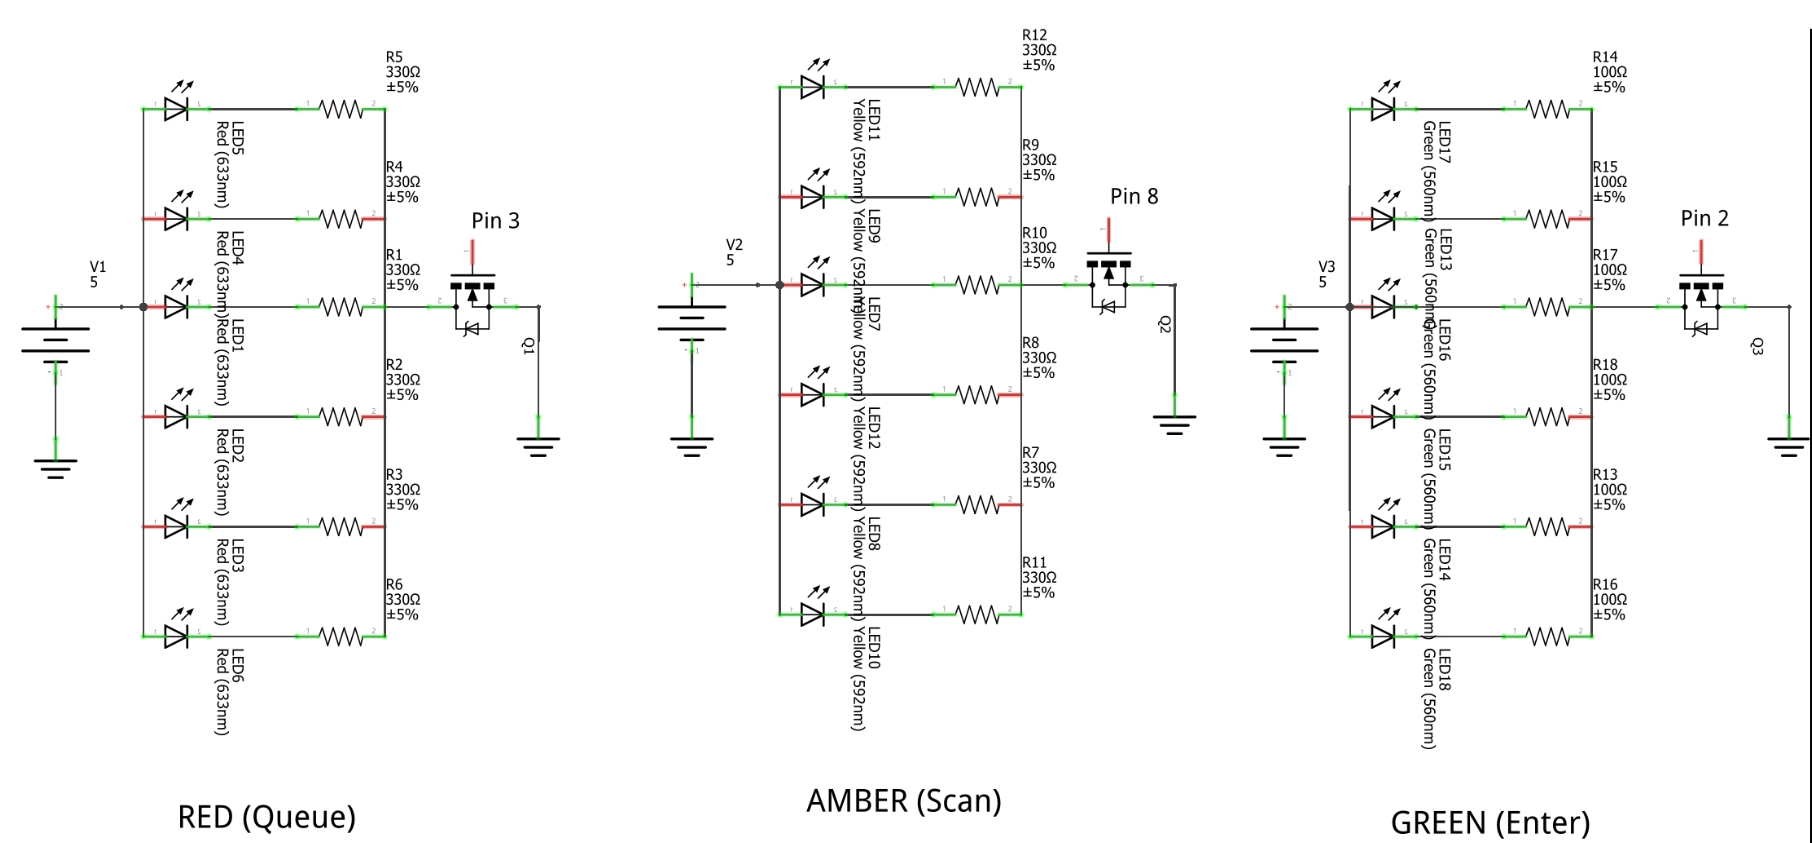 R5
330Ω
±5%
LED5
Red (633nm)
R4
330Ω
±5%
LED4
Red (633nm)
R1
330Ω
±5%
LED1
Red (633nm)
R2
330Ω
±5%
LED2
Red (633nm)
R3
330Ω
±5%
LED3
Red (633nm)
R6
330Ω
±5%
LED6
Red (633nm)
V1
5
Pin 3
Q1
RED (Queue)
R12
330Ω
±5%
LED11
Yellow (592nm)
R9
330Ω
±5%
LED9
Yellow (592nm)
R10
330Ω
±5%
LED7
Yellow (592nm)
R8
330Ω
±5%
LED12
Yellow (592nm)
R7
330Ω
±5%
LED8
Yellow (592nm)
R11
330Ω
±5%
LED10
Yellow (592nm)
V2
5
Pin 8
Q2
AMBER (Scan)
R14
100Ω
±5%
LED17
Green (560nm)
R15
100Ω
±5%
LED13
Green (560nm)
R17
100Ω
±5%
LED16
Green (560nm)
R18
100Ω
±5%
LED15
Green (560nm)
R13
100Ω
±5%
LED14
Green (560nm)
R16
100Ω
±5%
LED18
Green (560nm)
V3
5
Pin 2
Q3
GREEN (Enter)